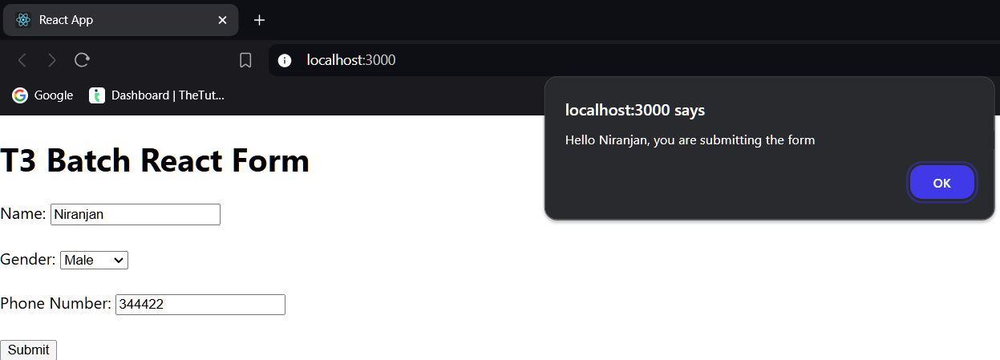 React App
localhost:3000
Google Dashboard | TheTut...
localhost:3000 says
Hello Niranjan, you are submitting the form
OK
T3 Batch React Form
Name: Niranjan
Gender: Male
Phone Number: 344422
Submit